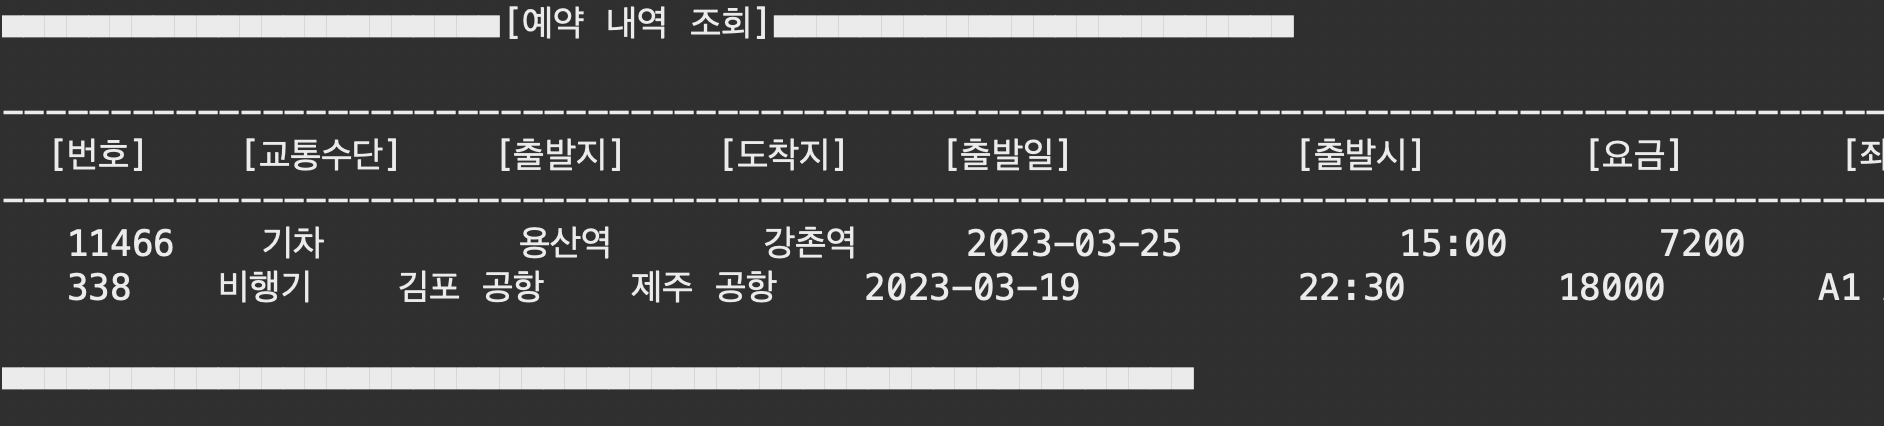 [예약 내역 조회]
[번호] [교통수단] [출발지] [도착지] [출발일] [출발시] [요금]
11466 기차 용산역 강촌역 2023-03-25 15:00 7200
338 비행기 김포 공항 제주 공항 2023-03-19 22:30 18000 A1